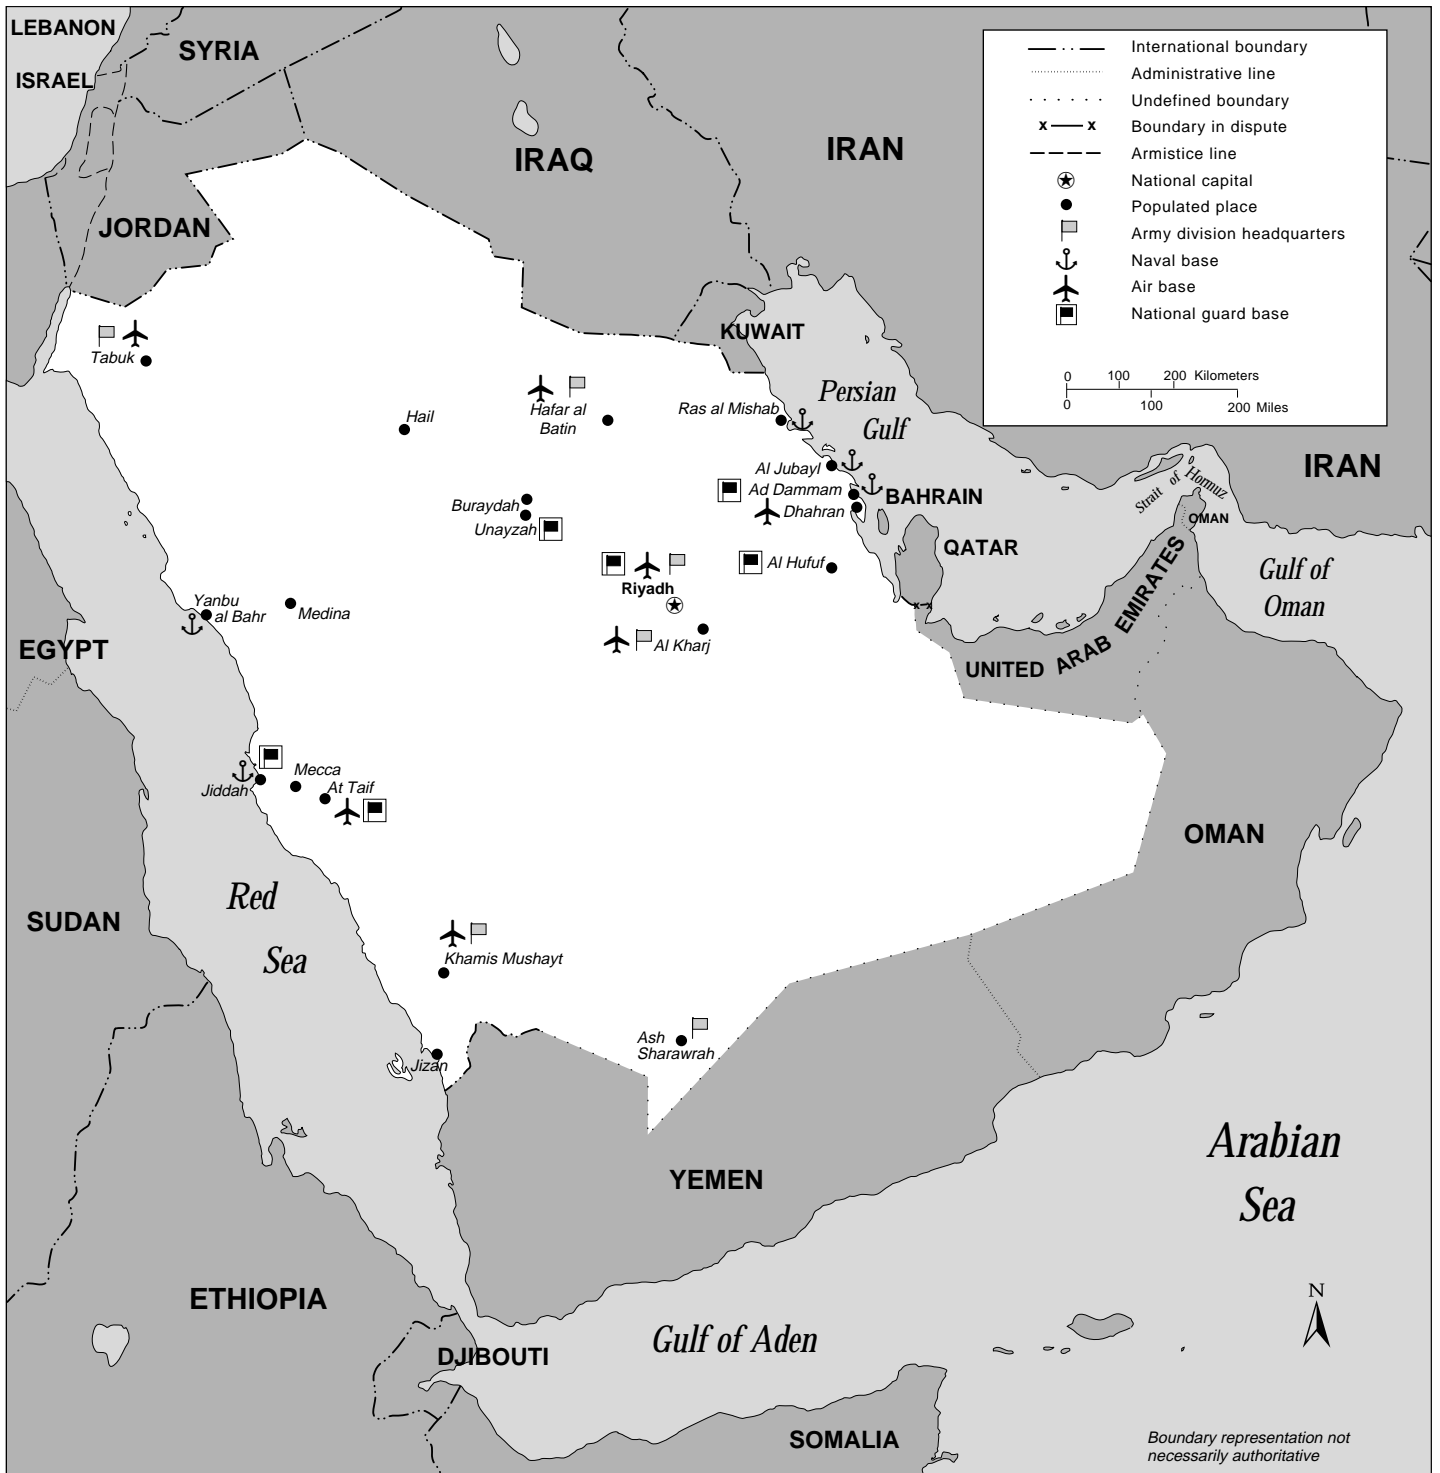 LEBANON
SYRIA
ISRAEL
IRAQ
IRAN
JORDAN
KUWAIT
International boundary
Administrative line
Undefined boundary
x x Boundary in dispute
Armistice line
National capital
Populated place
Army division headquarters
Naval base
Air base
National guard base
0 100 200 Kilometers
0 100 200 Miles
Tabuk
Hail
Hafar al
Batin
Ras al Mishab
Persian
Gulf
IRAN
Al Jubayl
Ad Dammam
Dhahran
BAHRAIN
Strait of Hormuz
OMAN
Buraydah
Unayzah
QATAR
Al Hufuf
Riyadh
Gulf of
Oman
x x
Yanbu
al Bahr
Medina
Al Kharj
EGYPT
UNITED ARAB EMIRATES
Mecca
Jiddah
At Taif
OMAN
Red
Sea
SUDAN
Khamis Mushayt
Ash
Sharawrah
Jizan
YEMEN
Arabian
Sea
ETHIOPIA
N
Gulf of Aden
DJIBOUTI
SOMALIA
Boundary representation not
necessarily authoritative